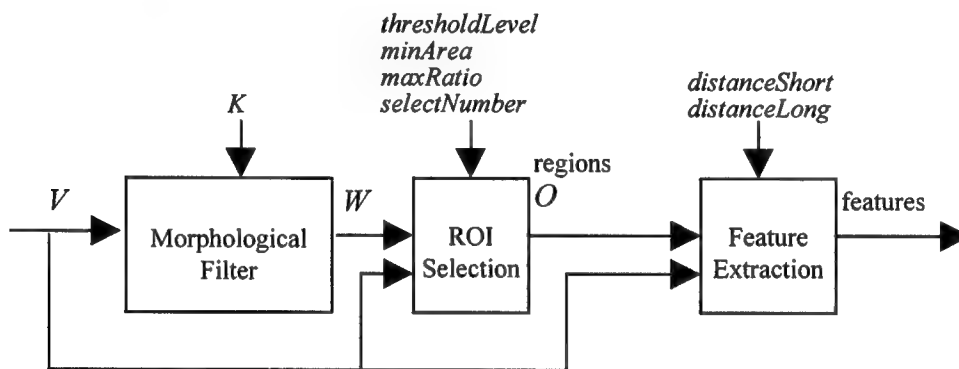 thresholdLevel
minArea
maxRatio
selectNumber
distanceShort
distanceLong
K
regions
V
W
O
features
Morphological
Filter
ROI
Selection
Feature
Extraction